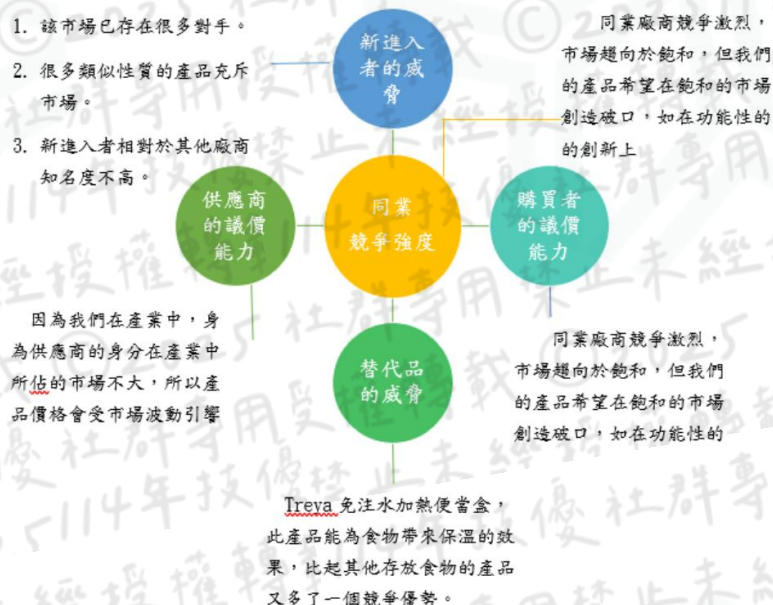 1. 該市場已存在很多對手。
2. 很多類似性質的產品充斥
市場。
3. 新進入者相對於其他廠商
知名度不高。
新進入
者的威
脅
同業廠商競爭激烈，
市場趨向於飽和，但我們
的產品希望在飽和的市場
創造破口，如在功能性的
的創新上
供應商
的議價
能力
同業
競爭強度
購買者
的議價
能力
因為我們在產業中，身
為供應商的身分在產業中
所佔的市場不大，所以產
品價格會受市場波動引響
替代品
的威脅
同業廠商競爭激烈，
市場趨向於飽和，但我們
的產品希望在飽和的市場
創造破口，如在功能性的
Treya 免注水加熱便當盒，
此產品能為食物帶來保溫的效
果，比起其他存放食物的產品
又多了一個競爭優勢。